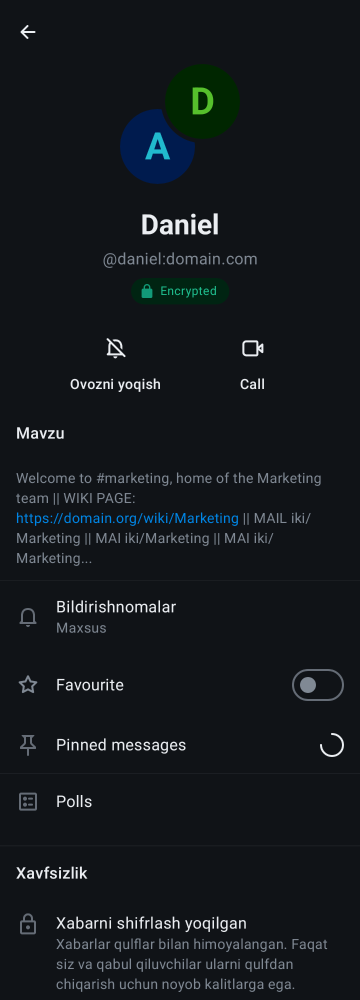 D
A
Daniel
@daniel:domain.com
Encrypted
Ovozni yoqish
Call
Mavzu
Welcome to #marketing, home of the Marketing
team || WIKI PAGE:
https://domain.org/wiki/Marketing || MAIL iki/
Marketing || MAI iki/Marketing || MAI iki/
Marketing...
Bildirishnomalar
Maxsus
Favourite
Pinned messages
Polls
Xavfsizlik
Xabarni shifrlash yoqilgan
Xabarlar qulflar bilan himoyalangan. Faqat
siz va qabul qiluvchilar ularni qulfdan
chiqarish uchun noyob kalitlarga ega.